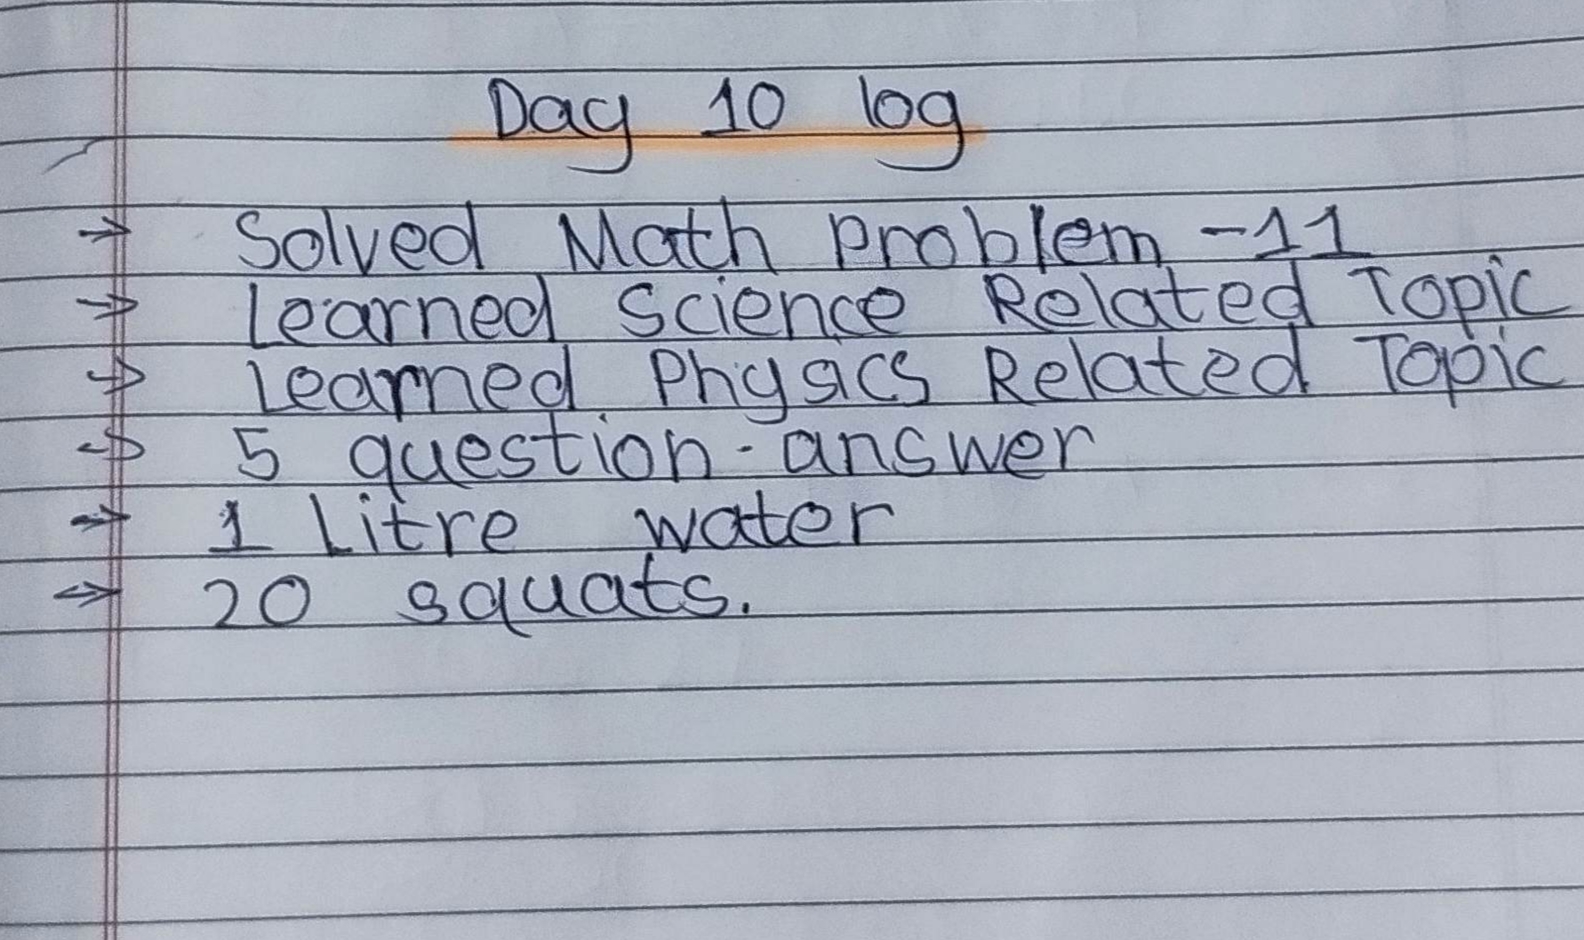 Day 10 log
→ Solved Math Problem - 11
→ Learned Science Related Topic
→ Learned Physics Related Topic
→ 5 question - answer
→ 1 Litre water
→ 20 squats.